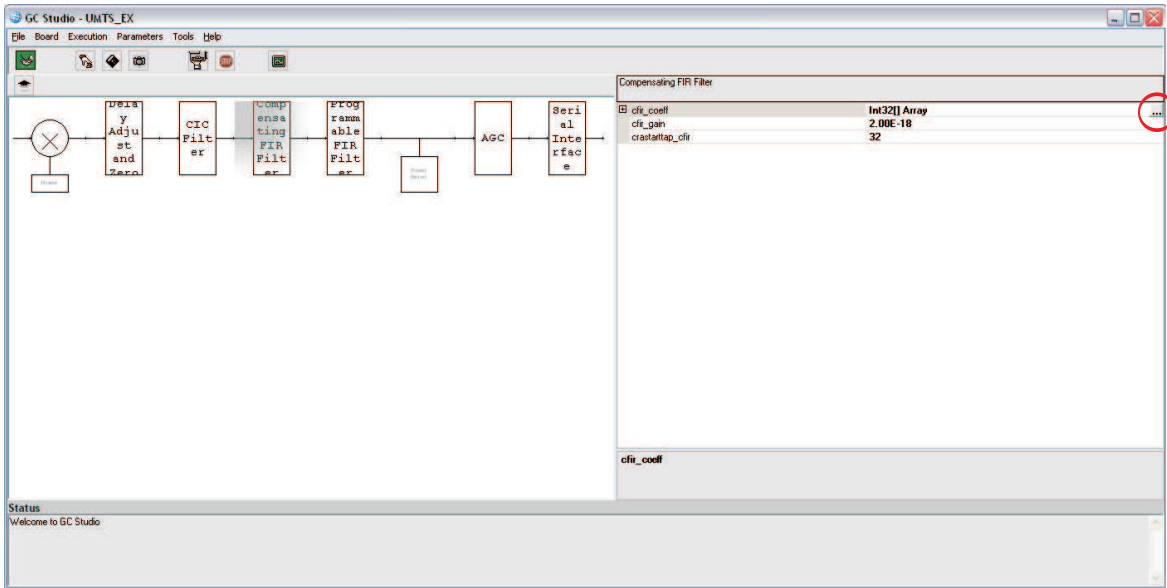 GC Studio - UMTS_EX
File Board Execution Parameters Tools Help
Compensating FIR Filter
Dela
y
Adju
st
and
Zero
CIC
Filt
er
Comp
ensa
ting
FIR
Filt
er
Prog
ramm
able
FIR
Filt
er
AGC
Seri
al
Inte
rfac
e
cfir_coeff Int32[] Array ...
cfir_gain 2.00E-18
crastarttap_cfir 32
cfir_coeff
Status
Welcome to GC Studio